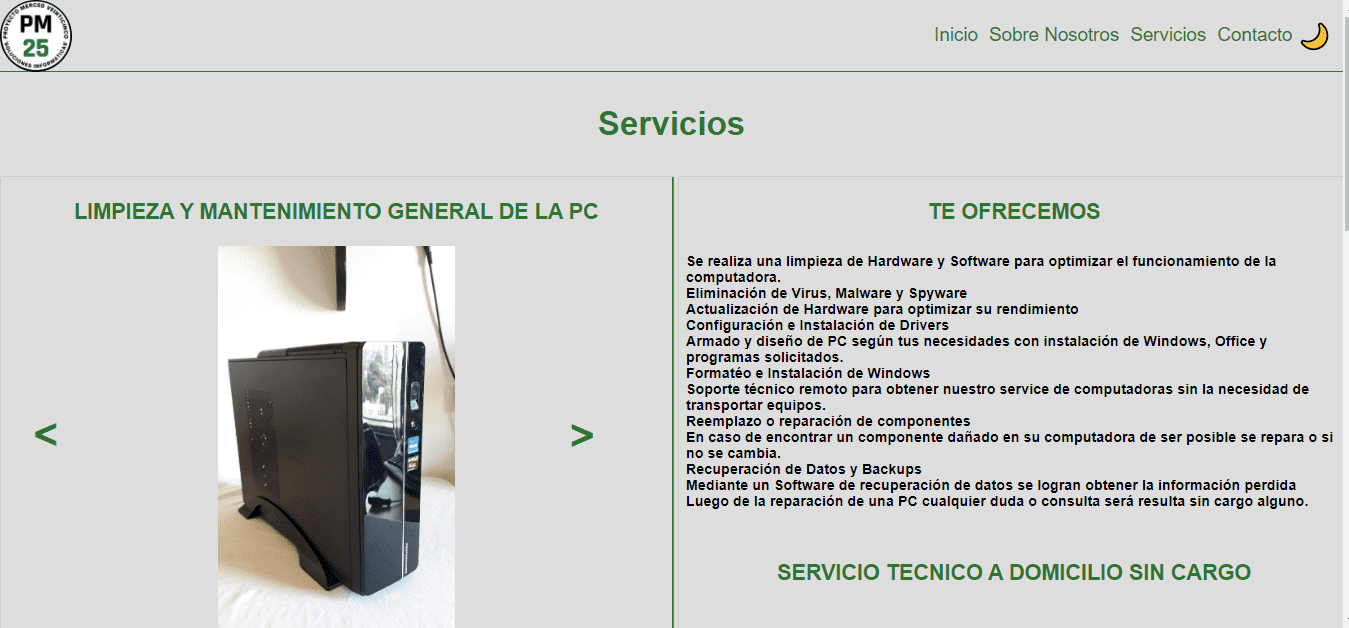 PROYECTO MERCED VEINTICINCO
PM
25
SOLUCIONES INFORMATICAS
Inicio Sobre Nosotros Servicios Contacto
Servicios
LIMPIEZA Y MANTENIMIENTO GENERAL DE LA PC
<
>
TE OFRECEMOS
Se realiza una limpieza de Hardware y Software para optimizar el funcionamiento de la
computadora.
Eliminación de Virus, Malware y Spyware
Actualización de Hardware para optimizar su rendimiento
Configuración e Instalación de Drivers
Armado y diseño de PC según tus necesidades con instalación de Windows, Office y
programas solicitados.
Formatéo e Instalación de Windows
Soporte técnico remoto para obtener nuestro service de computadoras sin la necesidad de
transportar equipos.
Reemplazo o reparación de componentes
En caso de encontrar un componente dañado en su computadora de ser posible se repara o si
no se cambia.
Recuperación de Datos y Backups
Mediante un Software de recuperación de datos se logran obtener la información perdida
Luego de la reparación de una PC cualquier duda o consulta será resulta sin cargo alguno.
SERVICIO TECNICO A DOMICILIO SIN CARGO